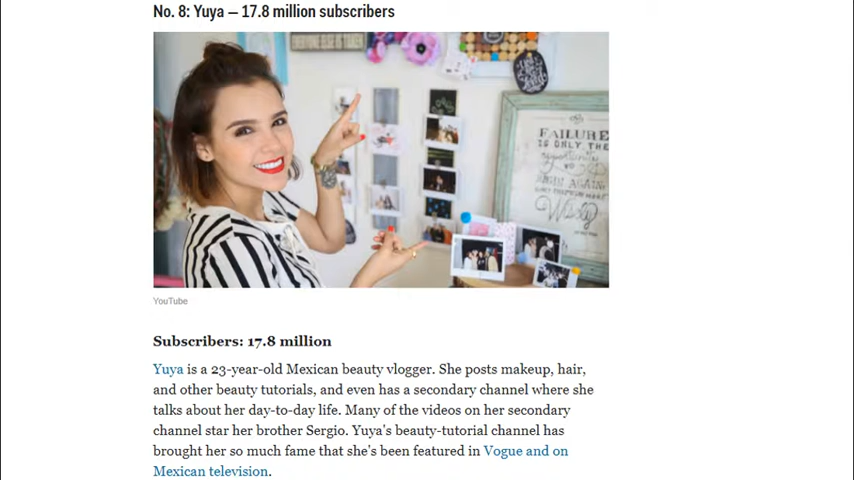 No. 8: Yuya — 17.8 million subscribers
FAILURE
IS ONLY THE
opportunity
TO
BEGIN AGAIN
YouTube
Subscribers: 17.8 million
Yuya is a 23-year-old Mexican beauty vlogger. She posts makeup, hair,
and other beauty tutorials, and even has a secondary channel where she
talks about her day-to-day life. Many of the videos on her secondary
channel star her brother Sergio. Yuya's beauty-tutorial channel has
brought her so much fame that she's been featured in Vogue and on
Mexican television.